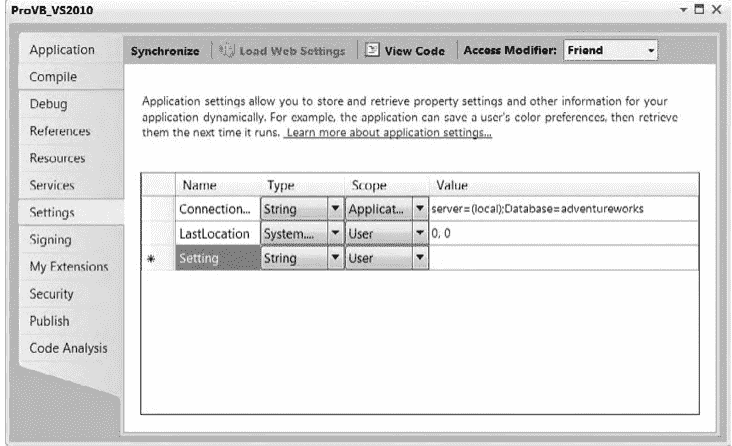 ProVB_VS2010
Application
Compile
Debug
References
Resources
Services
Settings
Signing
My Extensions
Security
Publish
Code Analysis
Synchronize Load Web Settings View Code Access Modifier: Friend
Application settings allow you to store and retrieve property settings and other information for your
application dynamically. For example, the application can save a user's color preferences, then retrieve
them the next time it runs. Learn more about application settings...
Name Type Scope Value
Connection... String Applicat... server=(local);Database=adventureworks
LastLocation System.... User 0, 0
* Setting String User